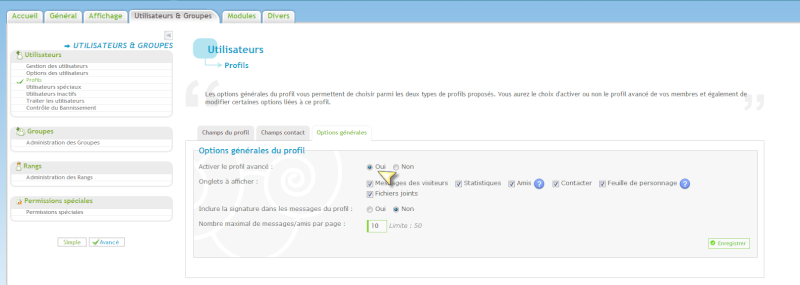 Accueil Général Affichage Utilisateurs & Groupes Modules Divers
UTILISATEURS & GROUPES
Utilisateurs
Gestion des utilisateurs
Options des utilisateurs
Profils
Utilisateurs spéciaux
Utilisateurs inactifs
Traiter les utilisateurs
Contrôle du Bannissement
Groupes
Administration des Groupes
Rangs
Administration des Rangs
Permissions spéciales
Permissions spéciales
Simple Avancé
Utilisateurs
Profils
Les options générales du profil vous permettent de choisir parmi les deux types de profils proposés. Vous aurez le choix d'activer ou non le profil avancé de vos membres et également de
modifier certaines options liées à ce profil.
Champs du profil Champs contact Options générales
Options générales du profil
Activer le profil avancé : Oui Non
Onglets à afficher : Messages des visiteurs Statistiques Amis ? Contacter Feuille de personnage ?
Fichiers joints
Inclure la signature dans les messages du profil : Oui Non
Nombre maximal de messages/amis par page : 10 Limite : 50
Enregistrer